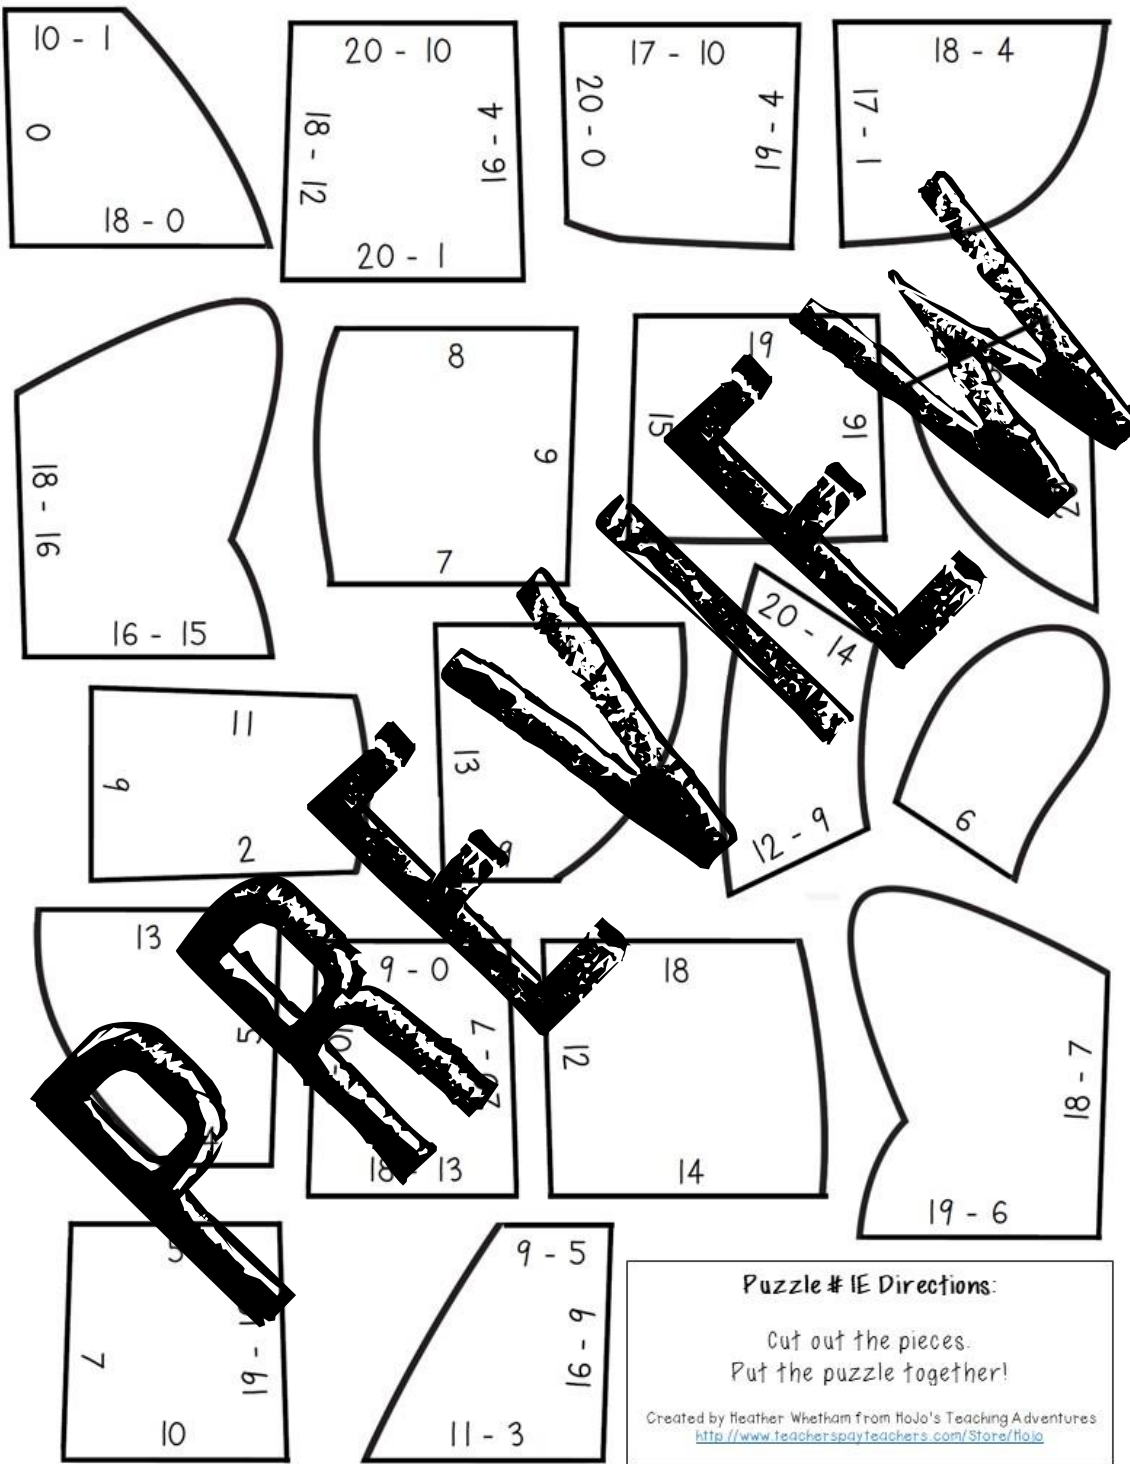 10 - 1
0
18 - 0
20 - 10
18 - 12
16 - 4
20 - 1
17 - 10
20 - 0
19 - 4
18 - 4
17 - 1
18 - 16
16 - 15
8
9
7
19
15
16
20 - 14
12 - 9
6
11
9
2
13
13
5
9 - 0
18 - 13
18
12
14
18 - 7
19 - 6
7
10
9 - 5
16 - 9
11 - 3
PREVIEW
Puzzle # 1E Directions:
Cut out the pieces.
Put the puzzle together!
Created by Heather Whetham from HoJo's Teaching Adventures
http://www.teacherspayteachers.com/Store/Hojo